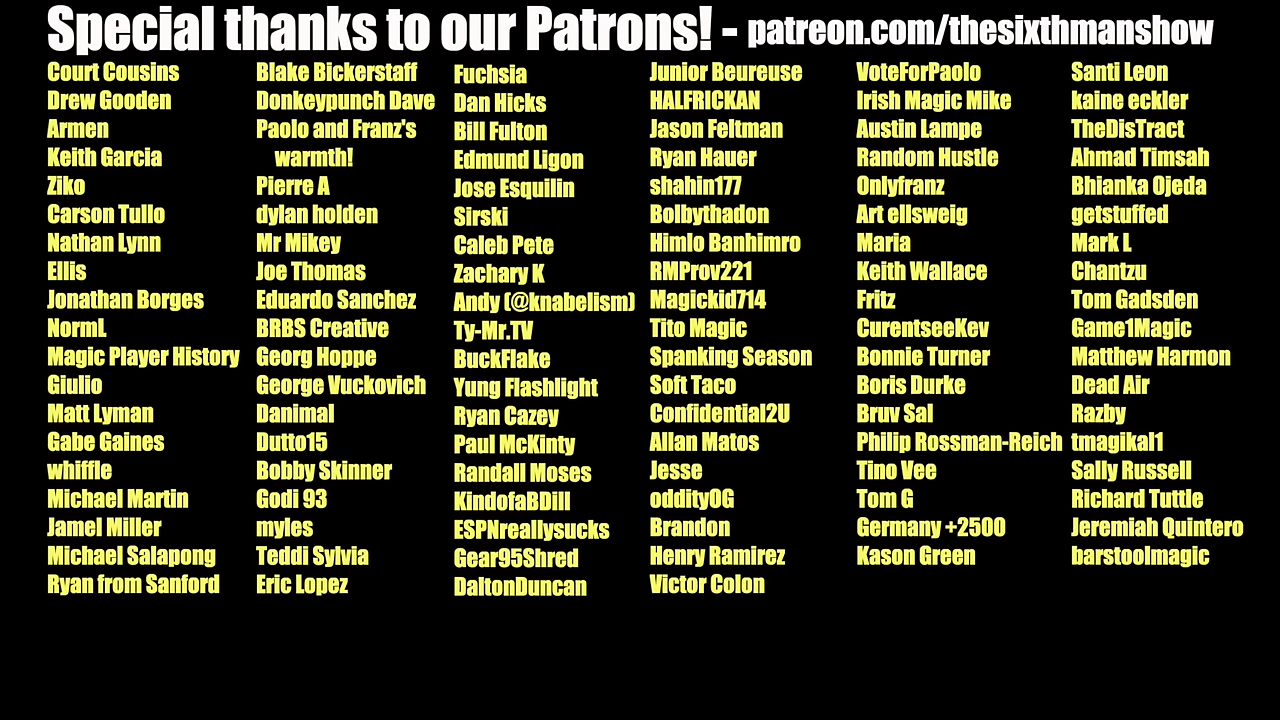 Special thanks to our Patrons! - patreon.com/thesixthmanshow
Court Cousins
Drew Gooden
Armen
Keith Garcia
Ziko
Carson Tullo
Nathan Lynn
Ellis
Jonathan Borges
NormL
Magic Player History
Giulio
Matt Lyman
Gabe Gaines
whiffle
Michael Martin
Jamel Miller
Michael Salapong
Ryan from Sanford
Blake Bickerstaff
Donkeypunch Dave
Paolo and Franz's
warmth!
Pierre A
dylan holden
Mr Mikey
Joe Thomas
Eduardo Sanchez
BRBS Creative
Georg Hoppe
George Vuckovich
Danimal
Dutto15
Bobby Skinner
Godi 93
myles
Teddi Sylvia
Eric Lopez
Fuchsia
Dan Hicks
Bill Fulton
Edmund Ligon
Jose Esquilin
Sirski
Caleb Pete
Zachary K
Andy (@knabelism)
Ty-Mr.TV
BuckFlake
Yung Flashlight
Ryan Cazey
Paul McKinty
Randall Moses
KindofaBDill
ESPNreallysucks
Gear95Shred
DaltonDuncan
Junior Beureuse
HALFRICKAN
Jason Feltman
Ryan Hauer
shahin177
Bolbythadon
Himlo Banhimro
RMProv221
Magickid714
Tito Magic
Spanking Season
Soft Taco
Confidential2U
Allan Matos
Jesse
oddityOG
Brandon
Henry Ramirez
Victor Colon
VoteForPaolo
Irish Magic Mike
Austin Lampe
Random Hustle
Onlyfranz
Art ellsweig
Maria
Keith Wallace
Fritz
CurentseeKev
Bonnie Turner
Boris Durke
Bruv Sal
Philip Rossman-Reich
Tino Vee
Tom G
Germany +2500
Kason Green
Santi Leon
kaine eckler
TheDisTract
Ahmad Timsah
Bhianka Ojeda
getstuffed
Mark L
Chantzu
Tom Gadsden
Game1Magic
Matthew Harmon
Dead Air
Razby
tmagikal1
Sally Russell
Richard Tuttle
Jeremiah Quintero
barstoolmagic